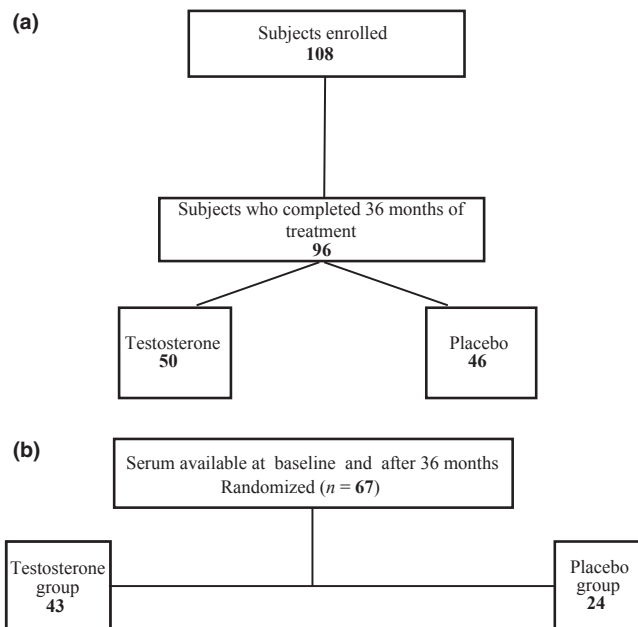 (a)
Subjects enrolled
108
Subjects who completed 36 months of
treatment
96
Testosterone
50
Placebo
46
(b)
Serum available at baseline and after 36 months
Randomized (n = 67)
Testosterone
group
43
Placebo
group
24